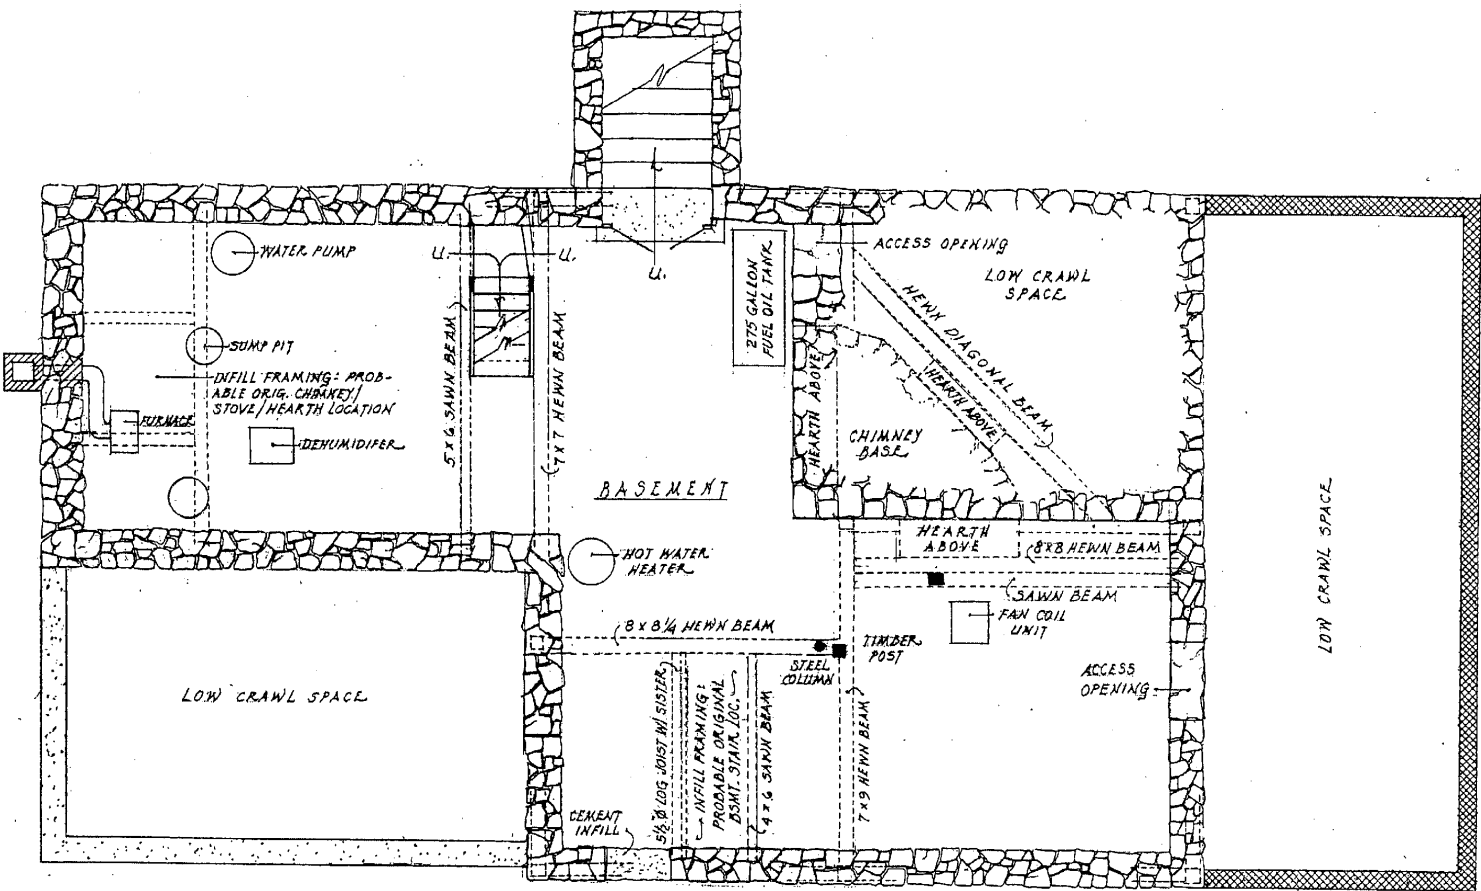 WATER PUMP
U.
U.
U.
SUMP PIT
INFILL FRAMING: PROB-
ABLE ORIG. CHIMNEY/
STOVE/HEARTH LOCATION
FURNACE
DEHUMIDIFER
5 X 6 SAWN BEAM
7 X 7 HEWN BEAM
275 GALLON
FUEL OIL TANK
ACCESS OPENING
LOW CRAWL
SPACE
HEWN DIAGONAL BEAM
HEARTH ABOVE
HEARTH ABOVE
CHIMNEY
BASE
BASEMENT
HOT WATER
HEATER
HEARTH
ABOVE
8X8 HEWN BEAM
SAWN BEAM
FAN COIL
UNIT
LOW CRAWL SPACE
8 X 8 1/4 HEWN BEAM
TIMBER
POST
STEEL
COLUMN
ACCESS
OPENING
LOW CRAWL SPACE
5 1/2 Ø LOG JOIST W/ SISTER
INFILL FRAMING:
PROBABLE ORIGINAL
BSMT. STAIR LOC.
4 X 6 SAWN BEAM
7 X 9 HEWN BEAM
CEMENT
INFILL